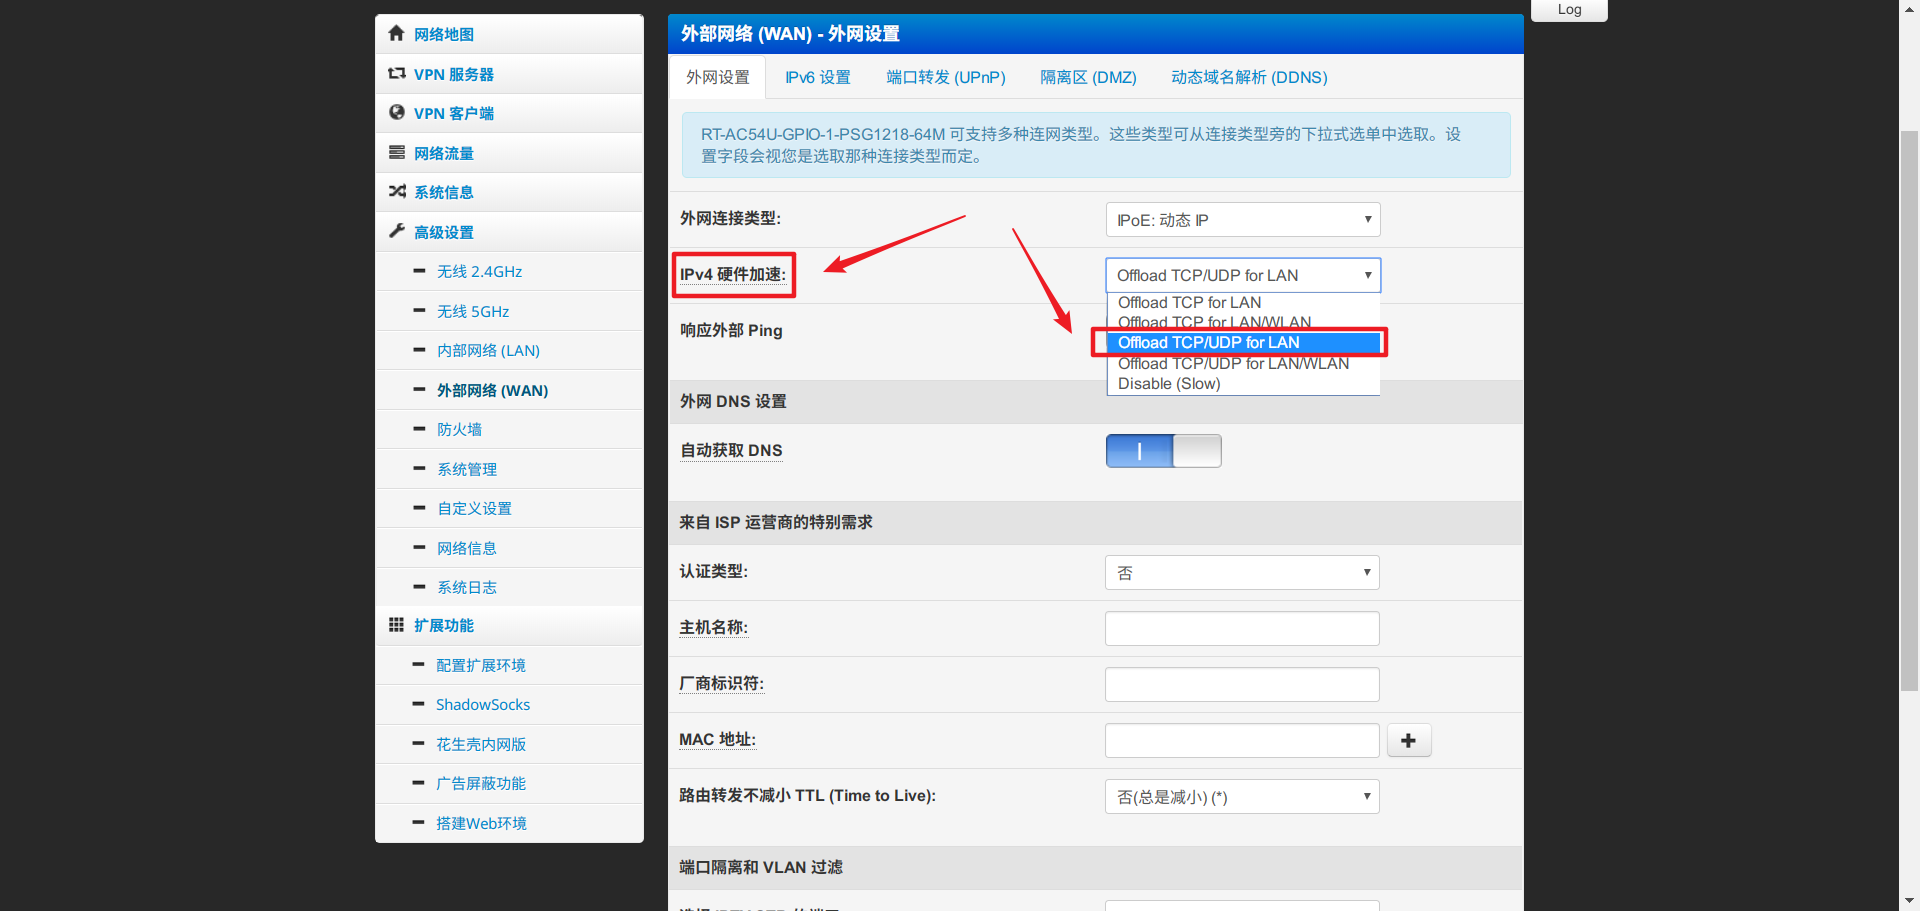 Log
网络地图
VPN 服务器
VPN 客户端
网络流量
系统信息
高级设置
无线 2.4GHz
无线 5GHz
内部网络 (LAN)
外部网络 (WAN)
防火墙
系统管理
自定义设置
网络信息
系统日志
扩展功能
配置扩展环境
ShadowSocks
花生壳内网版
广告屏蔽功能
搭建Web环境
外部网络 (WAN) - 外网设置
外网设置 IPv6 设置 端口转发 (UPnP) 隔离区 (DMZ) 动态域名解析 (DDNS)
RT-AC54U-GPIO-1-PSG1218-64M 可支持多种连网类型。这些类型可从连接类型旁的下拉式选单中选取。设
置字段会视您是选取那种连接类型而定。
外网连接类型: IPoE: 动态 IP
IPv4 硬件加速: Offload TCP/UDP for LAN
Offload TCP for LAN
Offload TCP for LAN/WLAN
Offload TCP/UDP for LAN
Offload TCP/UDP for LAN/WLAN
Disable (Slow)
响应外部 Ping
外网 DNS 设置
自动获取 DNS
来自 ISP 运营商的特别需求
认证类型: 否
主机名称:
厂商标识符:
MAC 地址:
路由转发不减小 TTL (Time to Live): 否(总是减小) (*)
端口隔离和 VLAN 过滤